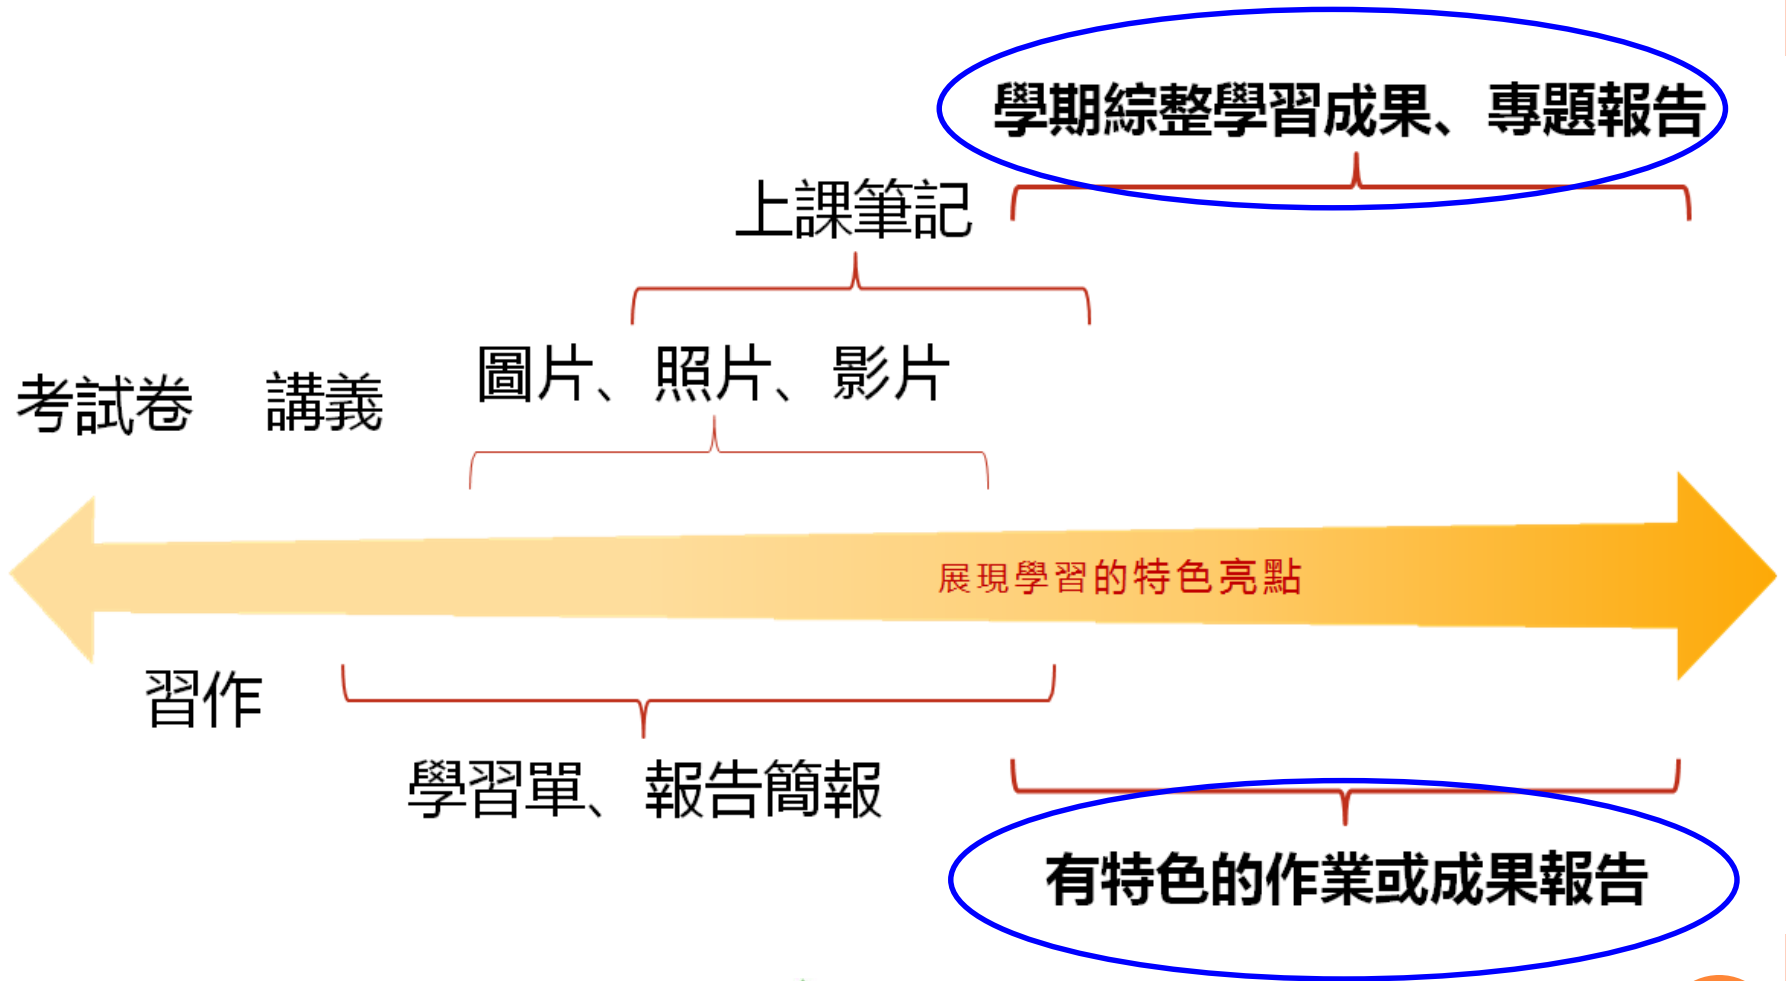 學期綜整學習成果、專題報告
上課筆記
圖片、照片、影片
考試卷 講義
展現學習的特色亮點
習作
學習單、報告簡報
有特色的作業或成果報告